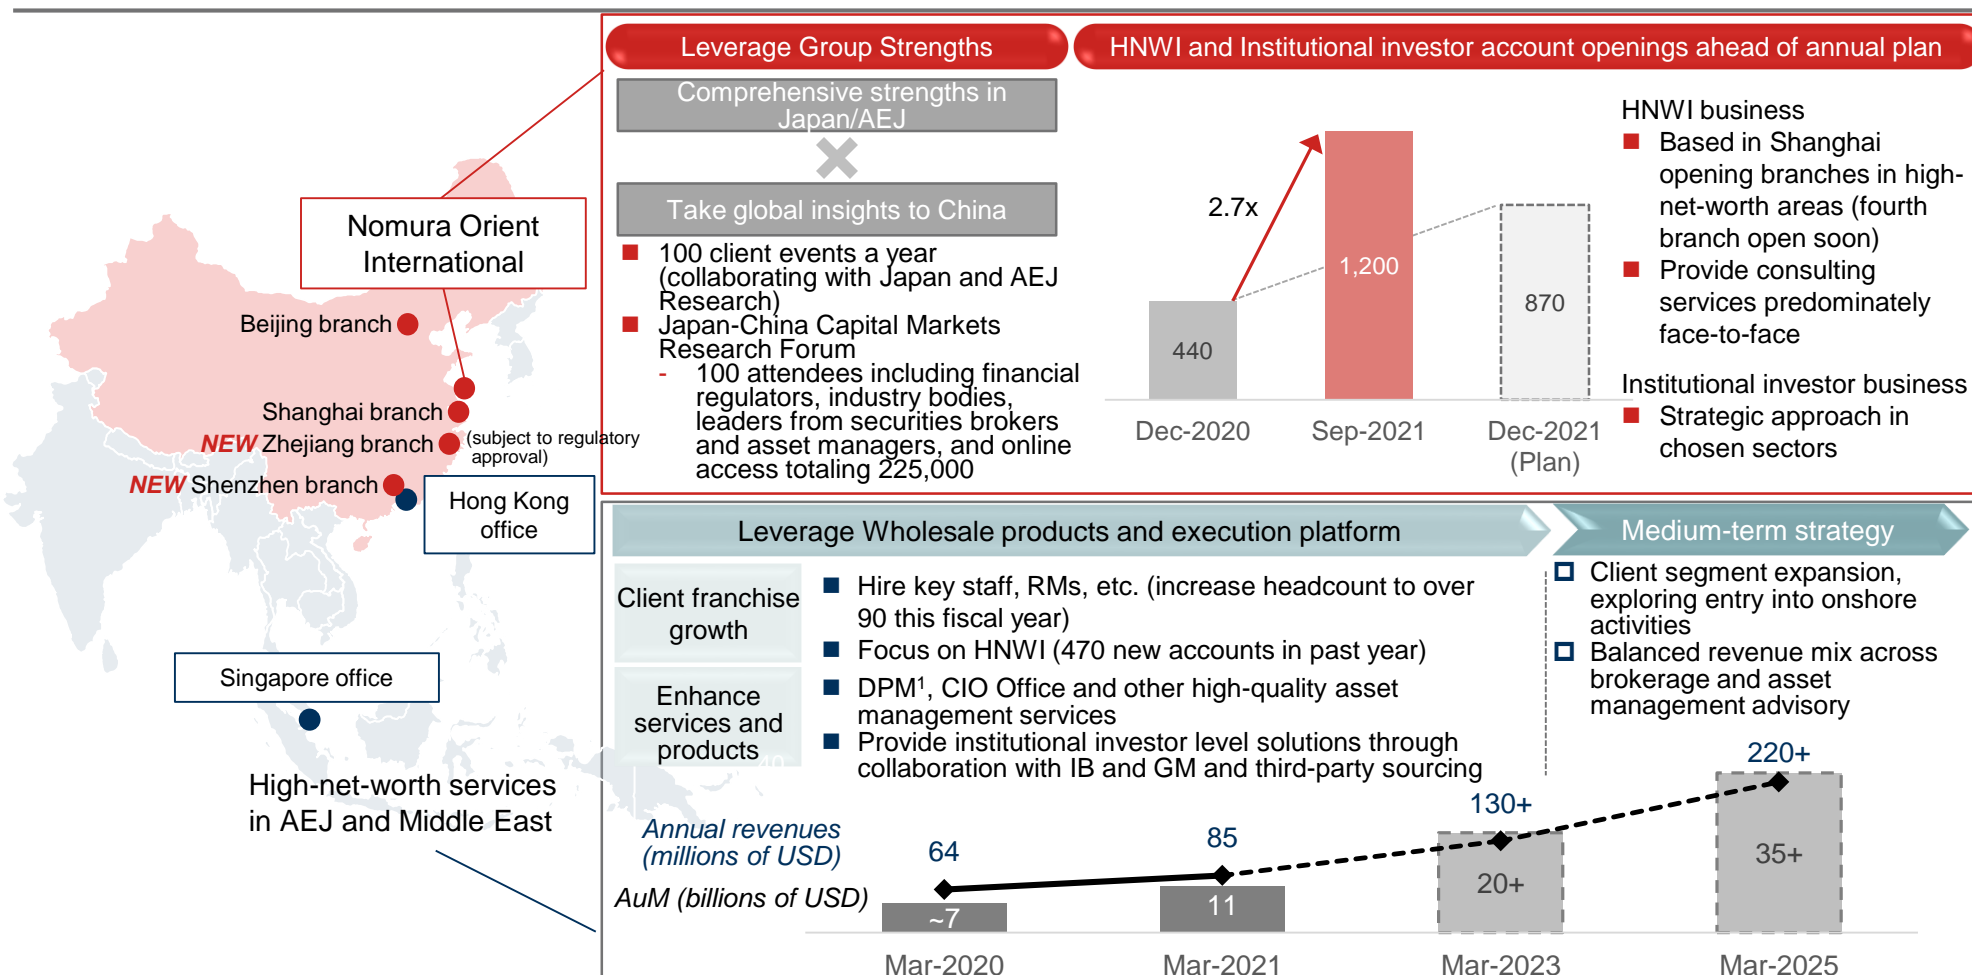 Nomura Orient
International
Beijing branch
Shanghai branch
NEW Zhejiang branch
(subject to regulatory
approval)
NEW Shenzhen branch
Hong Kong
office
Singapore office
High-net-worth services
in AEJ and Middle East
Leverage Group Strengths
Comprehensive strengths in
Japan/AEJ
Take global insights to China
■ 100 client events a year
(collaborating with Japan and AEJ
Research)
■ Japan-China Capital Markets
Research Forum
- 100 attendees including financial
regulators, industry bodies,
leaders from securities brokers
and asset managers, and online
access totaling 225,000
HNWI and Institutional investor account openings ahead of annual plan
2.7x
440
1,200
870
Dec-2020
Sep-2021
Dec-2021
(Plan)
HNWI business
■ Based in Shanghai
opening branches in high-
net-worth areas (fourth
branch open soon)
■ Provide consulting
services predominately
face-to-face
Institutional investor business
■ Strategic approach in
chosen sectors
Leverage Wholesale products and execution platform
Medium-term strategy
Client franchise
growth
■ Hire key staff, RMs, etc. (increase headcount to over
90 this fiscal year)
■ Focus on HNWI (470 new accounts in past year)
Enhance
services and
products
■ DPM¹, CIO Office and other high-quality asset
management services
■ Provide institutional investor level solutions through
collaboration with IB and GM and third-party sourcing
Client segment expansion,
exploring entry into onshore
activities
Balanced revenue mix across
brokerage and asset
management advisory
40
Annual revenues
(millions of USD)
64
85
130+
220+
AuM (billions of USD)
~7
11
20+
35+
Mar-2020
Mar-2021
Mar-2023
Mar-2025